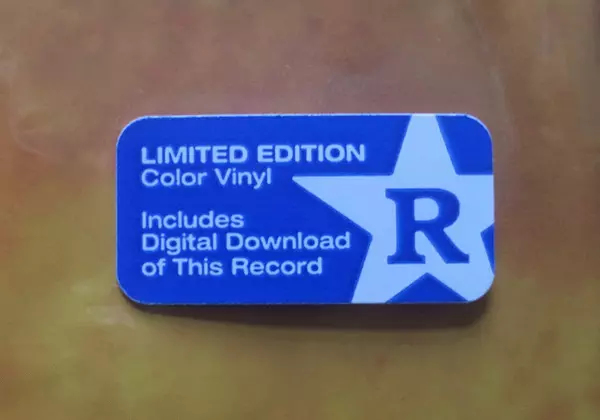 LIMITED EDITION
Color Vinyl
Includes
Digital Download
of This Record
R